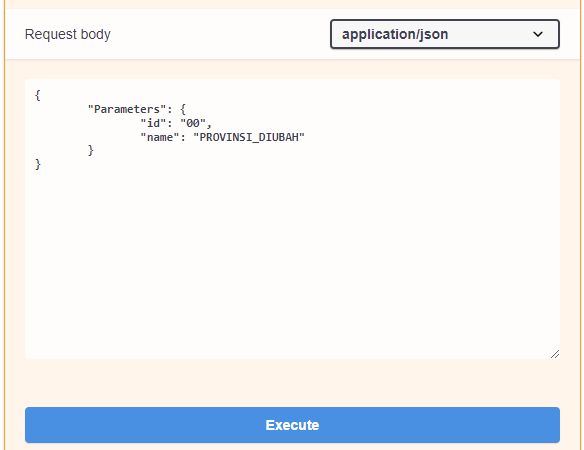 Request body
application/json
{
"Parameters": {
"id": "00",
"name": "PROVINSI_DIUBAH"
}
}
Execute